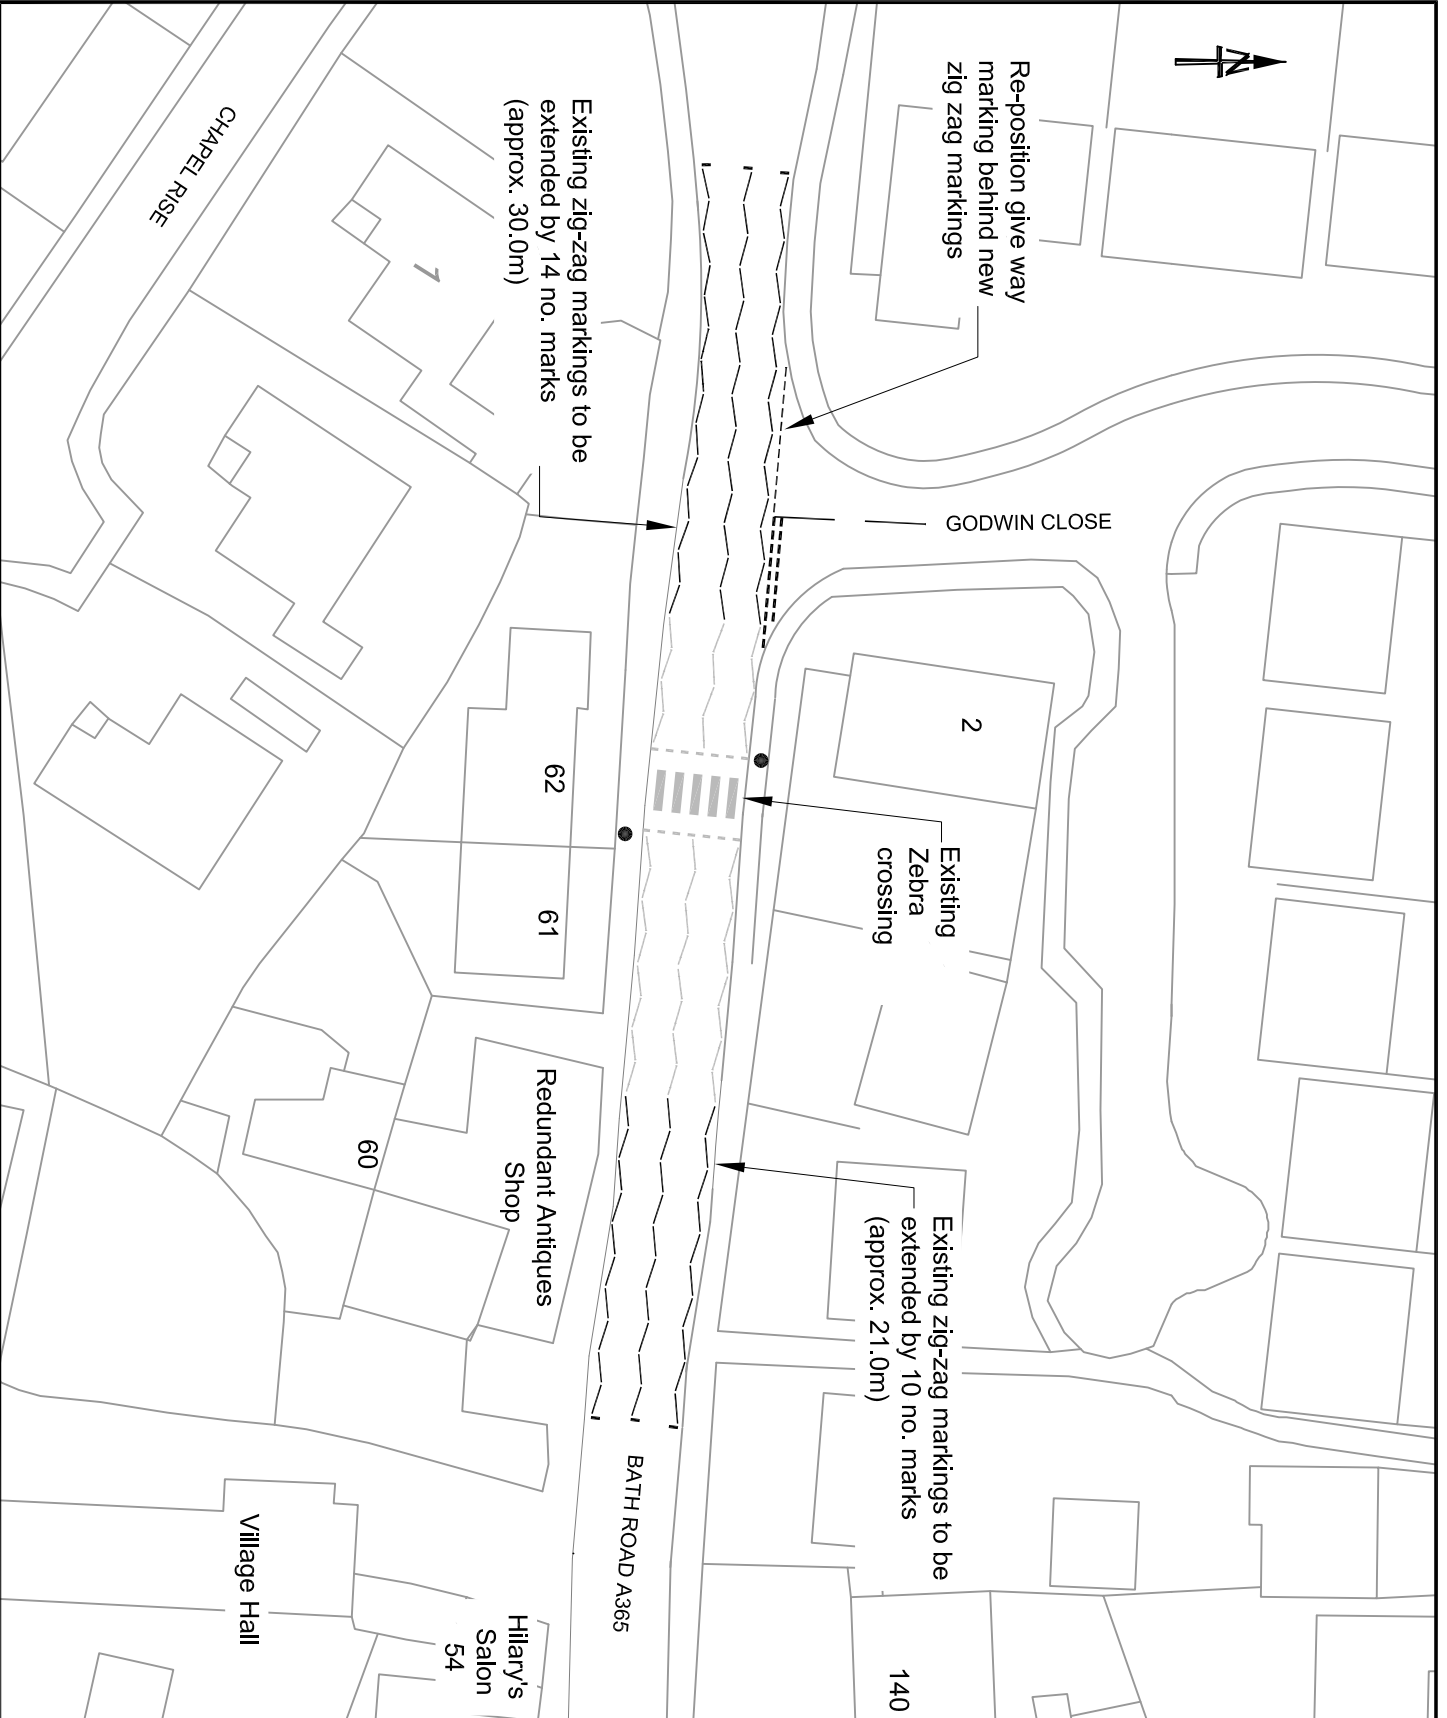 N
Re-position give way
marking behind new
zig zag markings
CHAPEL RISE
Existing zig-zag markings to be
extended by 14 no. marks
(approx. 30.0m)
1
GODWIN CLOSE
2
62
Existing
Zebra
crossing
61
Redundant Antiques
Shop
60
Existing zig-zag markings to be
extended by 10 no. marks
(approx. 21.0m)
BATH ROAD A365
Village Hall
Hilary's
Salon
54
140